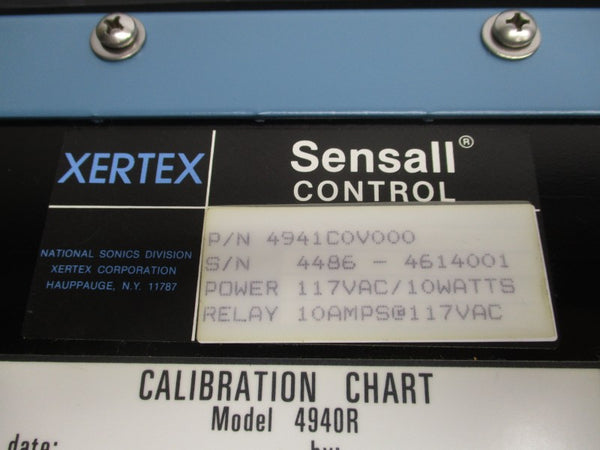 XERTEX
Sensall®
CONTROL
NATIONAL SONICS DIVISION
XERTEX CORPORATION
HAUPPAUGE, N.Y. 11787
P/N 4941C0V000
S/N 4486 - 4614001
POWER 117VAC/10WATTS
RELAY 10AMPS@117VAC
CALIBRATION CHART
Model 4940R
date: by: